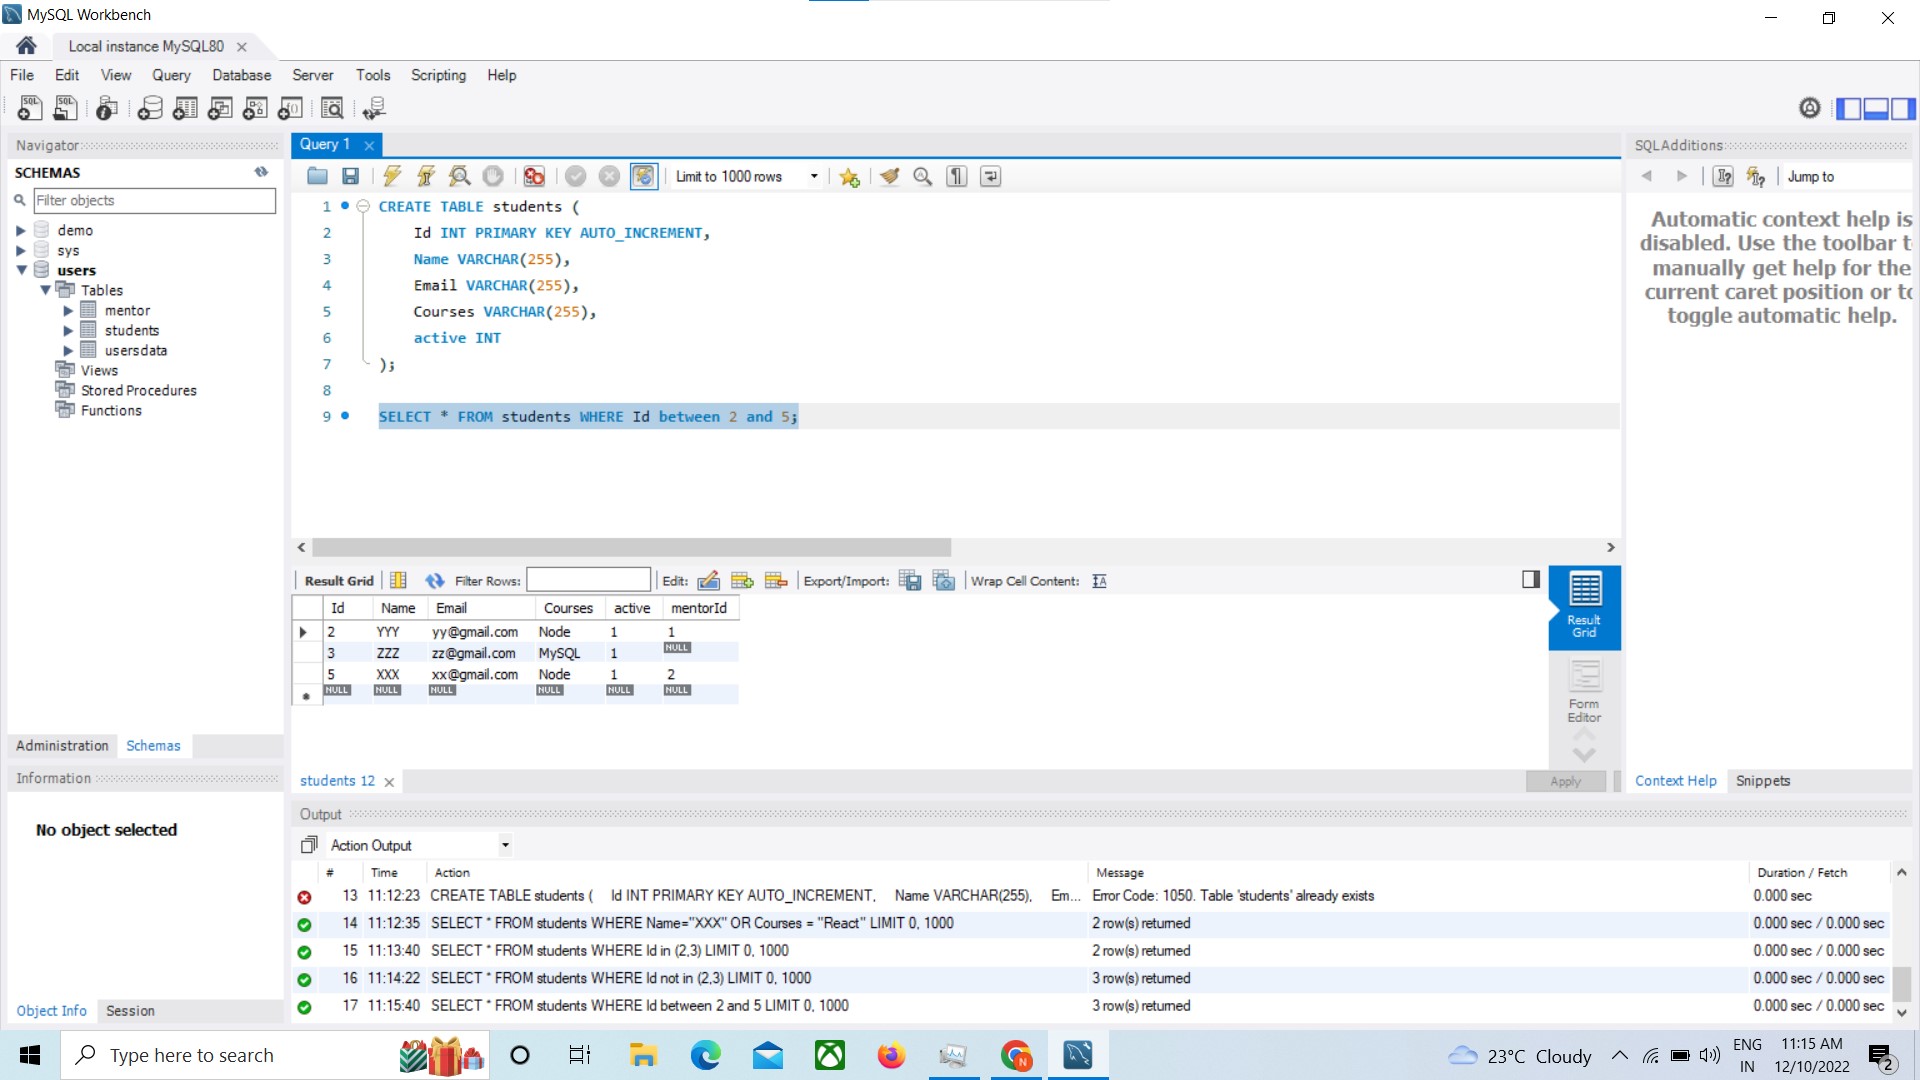 MySQL Workbench
Local instance MySQL80
File Edit View Query Database Server Tools Scripting Help
Navigator
SCHEMAS
Filter objects
demo
sys
users
Tables
mentor
students
usersdata
Views
Stored Procedures
Functions
Administration Schemas
Information
No object selected
Object Info Session
Query 1
Limit to 1000 rows
1 CREATE TABLE students (
2 Id INT PRIMARY KEY AUTO_INCREMENT,
3 Name VARCHAR(255),
4 Email VARCHAR(255),
5 Courses VARCHAR(255),
6 active INT
7 );
8
9 SELECT * FROM students WHERE Id between 2 and 5;
Result Grid Filter Rows: Edit: Export/Import: Wrap Cell Content:
Id Name Email Courses active mentorId
2 YYY yy@gmail.com Node 1 1
3 ZZZ zz@gmail.com MySQL 1 NULL
5 XXX xx@gmail.com Node 1 2
NULL NULL NULL NULL NULL NULL
Result
Grid
Form
Editor
students 12
Apply
SQLAdditions
Jump to
Automatic context help is
disabled. Use the toolbar t
manually get help for the
current caret position or to
toggle automatic help.
Context Help Snippets
Output
Action Output
# Time Action Message Duration / Fetch
13 11:12:23 CREATE TABLE students ( Id INT PRIMARY KEY AUTO_INCREMENT, Name VARCHAR(255), Em... Error Code: 1050. Table 'students' already exists 0.000 sec
14 11:12:35 SELECT * FROM students WHERE Name="XXX" OR Courses = "React" LIMIT 0, 1000 2 row(s) returned 0.000 sec / 0.000 sec
15 11:13:40 SELECT * FROM students WHERE Id in (2,3) LIMIT 0, 1000 2 row(s) returned 0.000 sec / 0.000 sec
16 11:14:22 SELECT * FROM students WHERE Id not in (2,3) LIMIT 0, 1000 3 row(s) returned 0.000 sec / 0.000 sec
17 11:15:40 SELECT * FROM students WHERE Id between 2 and 5 LIMIT 0, 1000 3 row(s) returned 0.000 sec / 0.000 sec
Type here to search
23°C Cloudy
ENG
IN
11:15 AM
12/10/2022
2